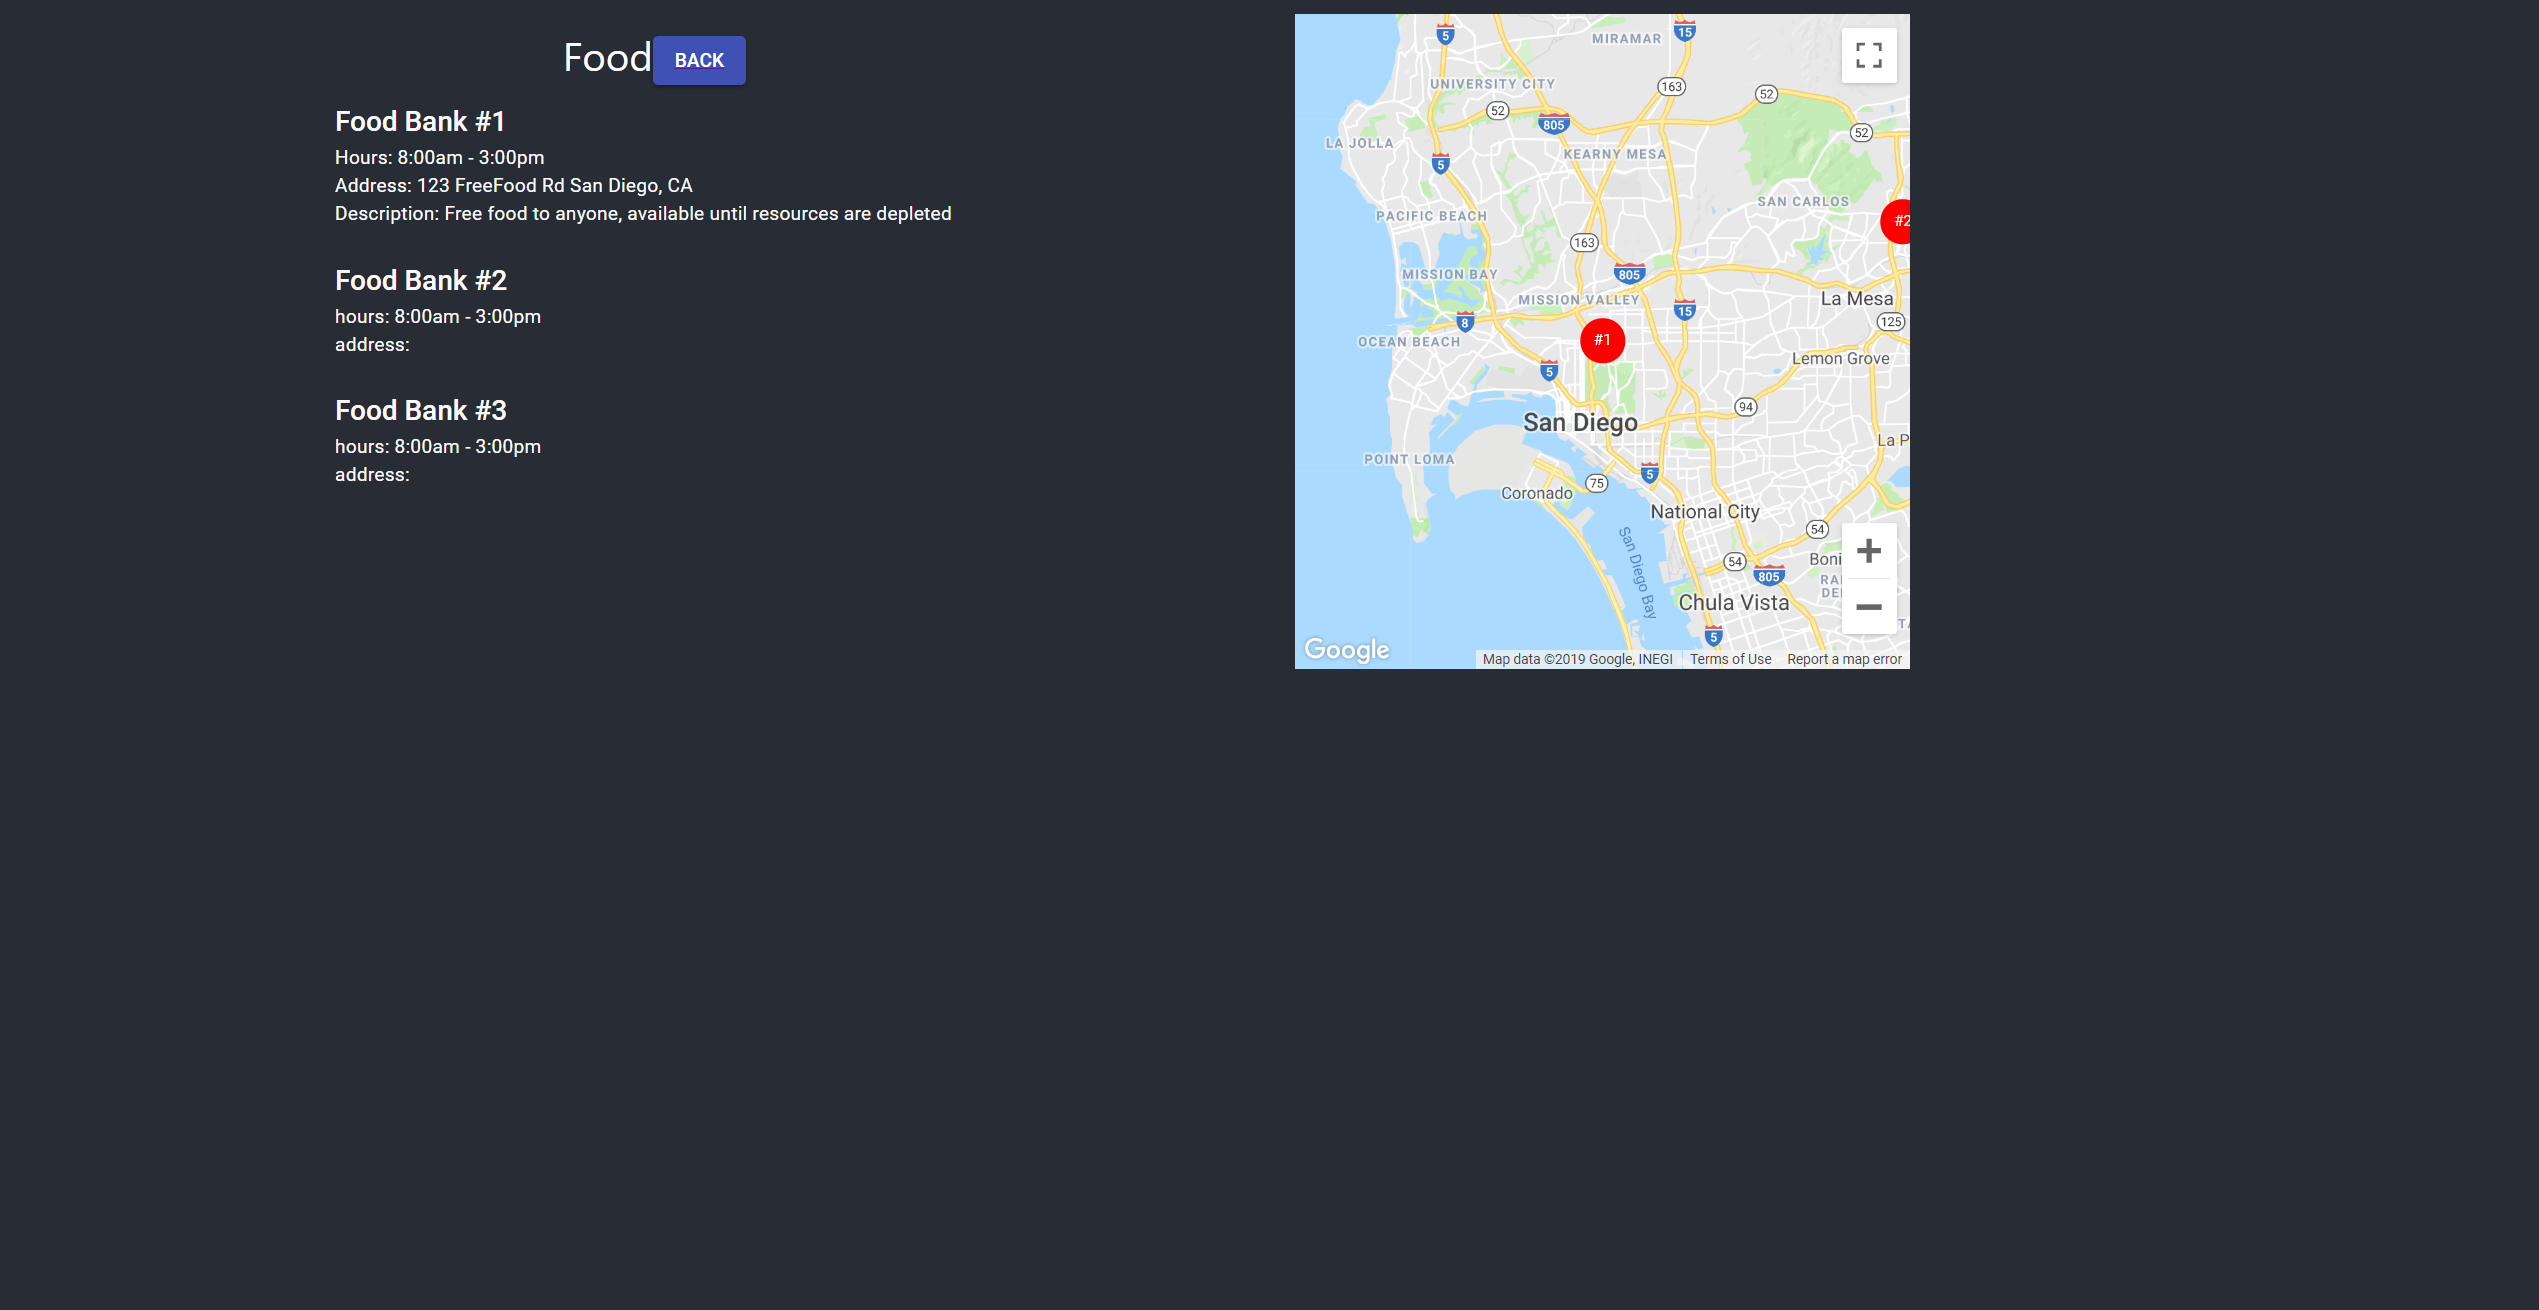 Food BACK
Food Bank #1
Hours: 8:00am - 3:00pm
Address: 123 FreeFood Rd San Diego, CA
Description: Free food to anyone, available until resources are depleted
Food Bank #2
hours: 8:00am - 3:00pm
address:
Food Bank #3
hours: 8:00am - 3:00pm
address:
5
15
MIRAMAR
UNIVERSITY CITY
163
52
52
805
52
LA JOLLA
KEARNY MESA
5
SAN CARLOS
PACIFIC BEACH
#2
163
MISSION BAY
805
MISSION VALLEY
La Mesa
15
8
125
OCEAN BEACH
#1
Lemon Grove
5
94
San Diego
La P
POINT LOMA
5
75
Coronado
National City
54
San Diego Bay
54
Boni
805
RA
DE
Chula Vista
5
Google
Map data ©2019 Google, INEGI Terms of Use Report a map error